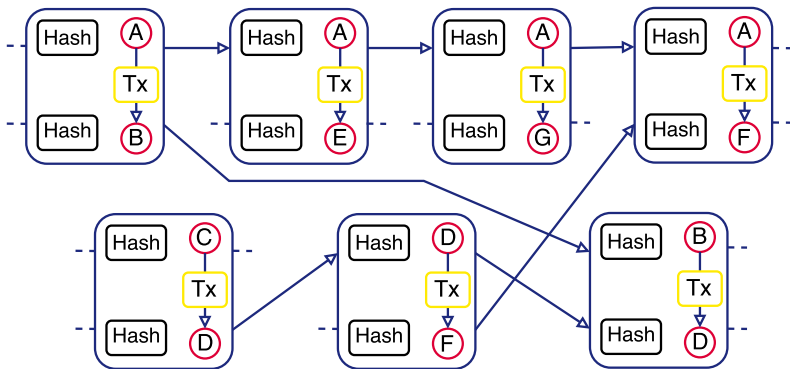 Hash A Hash A Hash A Hash A
Tx Tx Tx Tx
Hash B Hash E Hash G Hash F
Hash C Hash D Hash B
Tx Tx Tx
Hash D Hash F Hash D